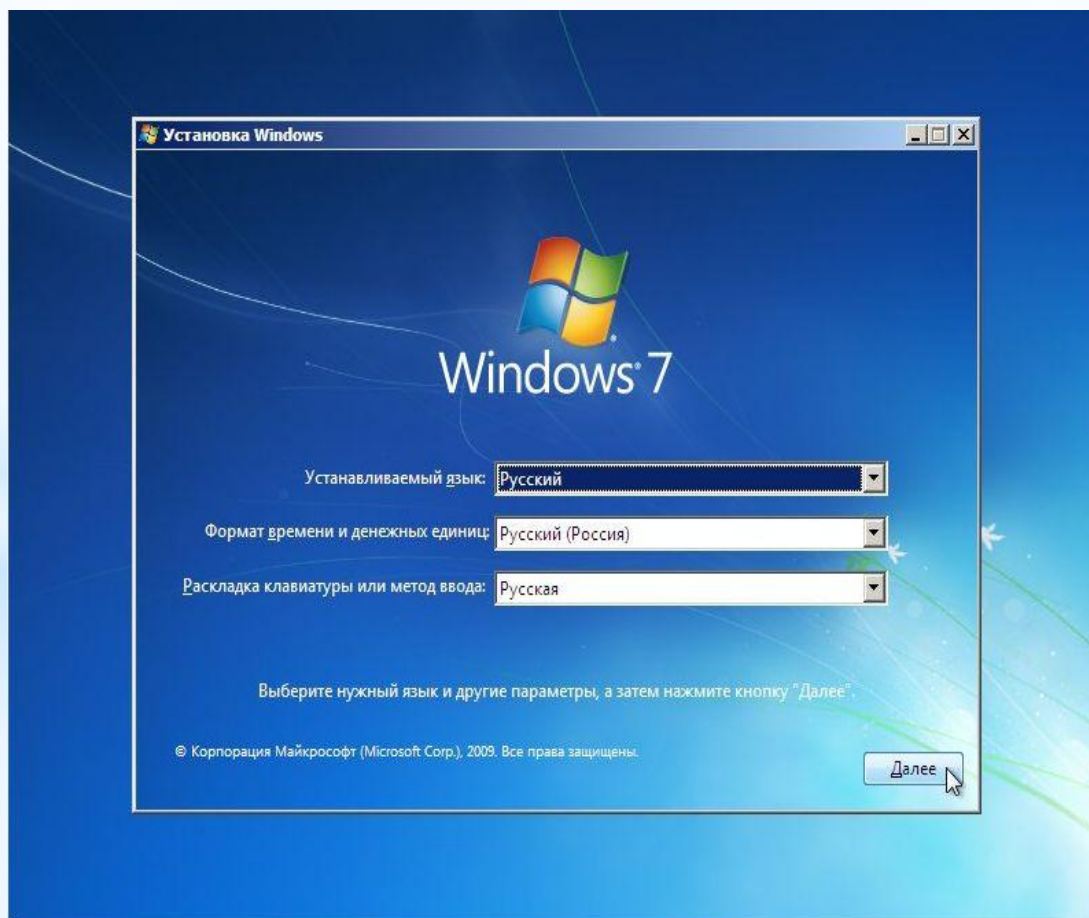 Установка Windows
Windows® 7
Устанавливаемый язык: Русский
Формат времени и денежных единиц: Русский (Россия)
Раскладка клавиатуры или метод ввода: Русская
Выберите нужный язык и другие параметры, а затем нажмите кнопку "Далее".
© Корпорация Майкрософт (Microsoft Corp.), 2009. Все права защищены.
Далее